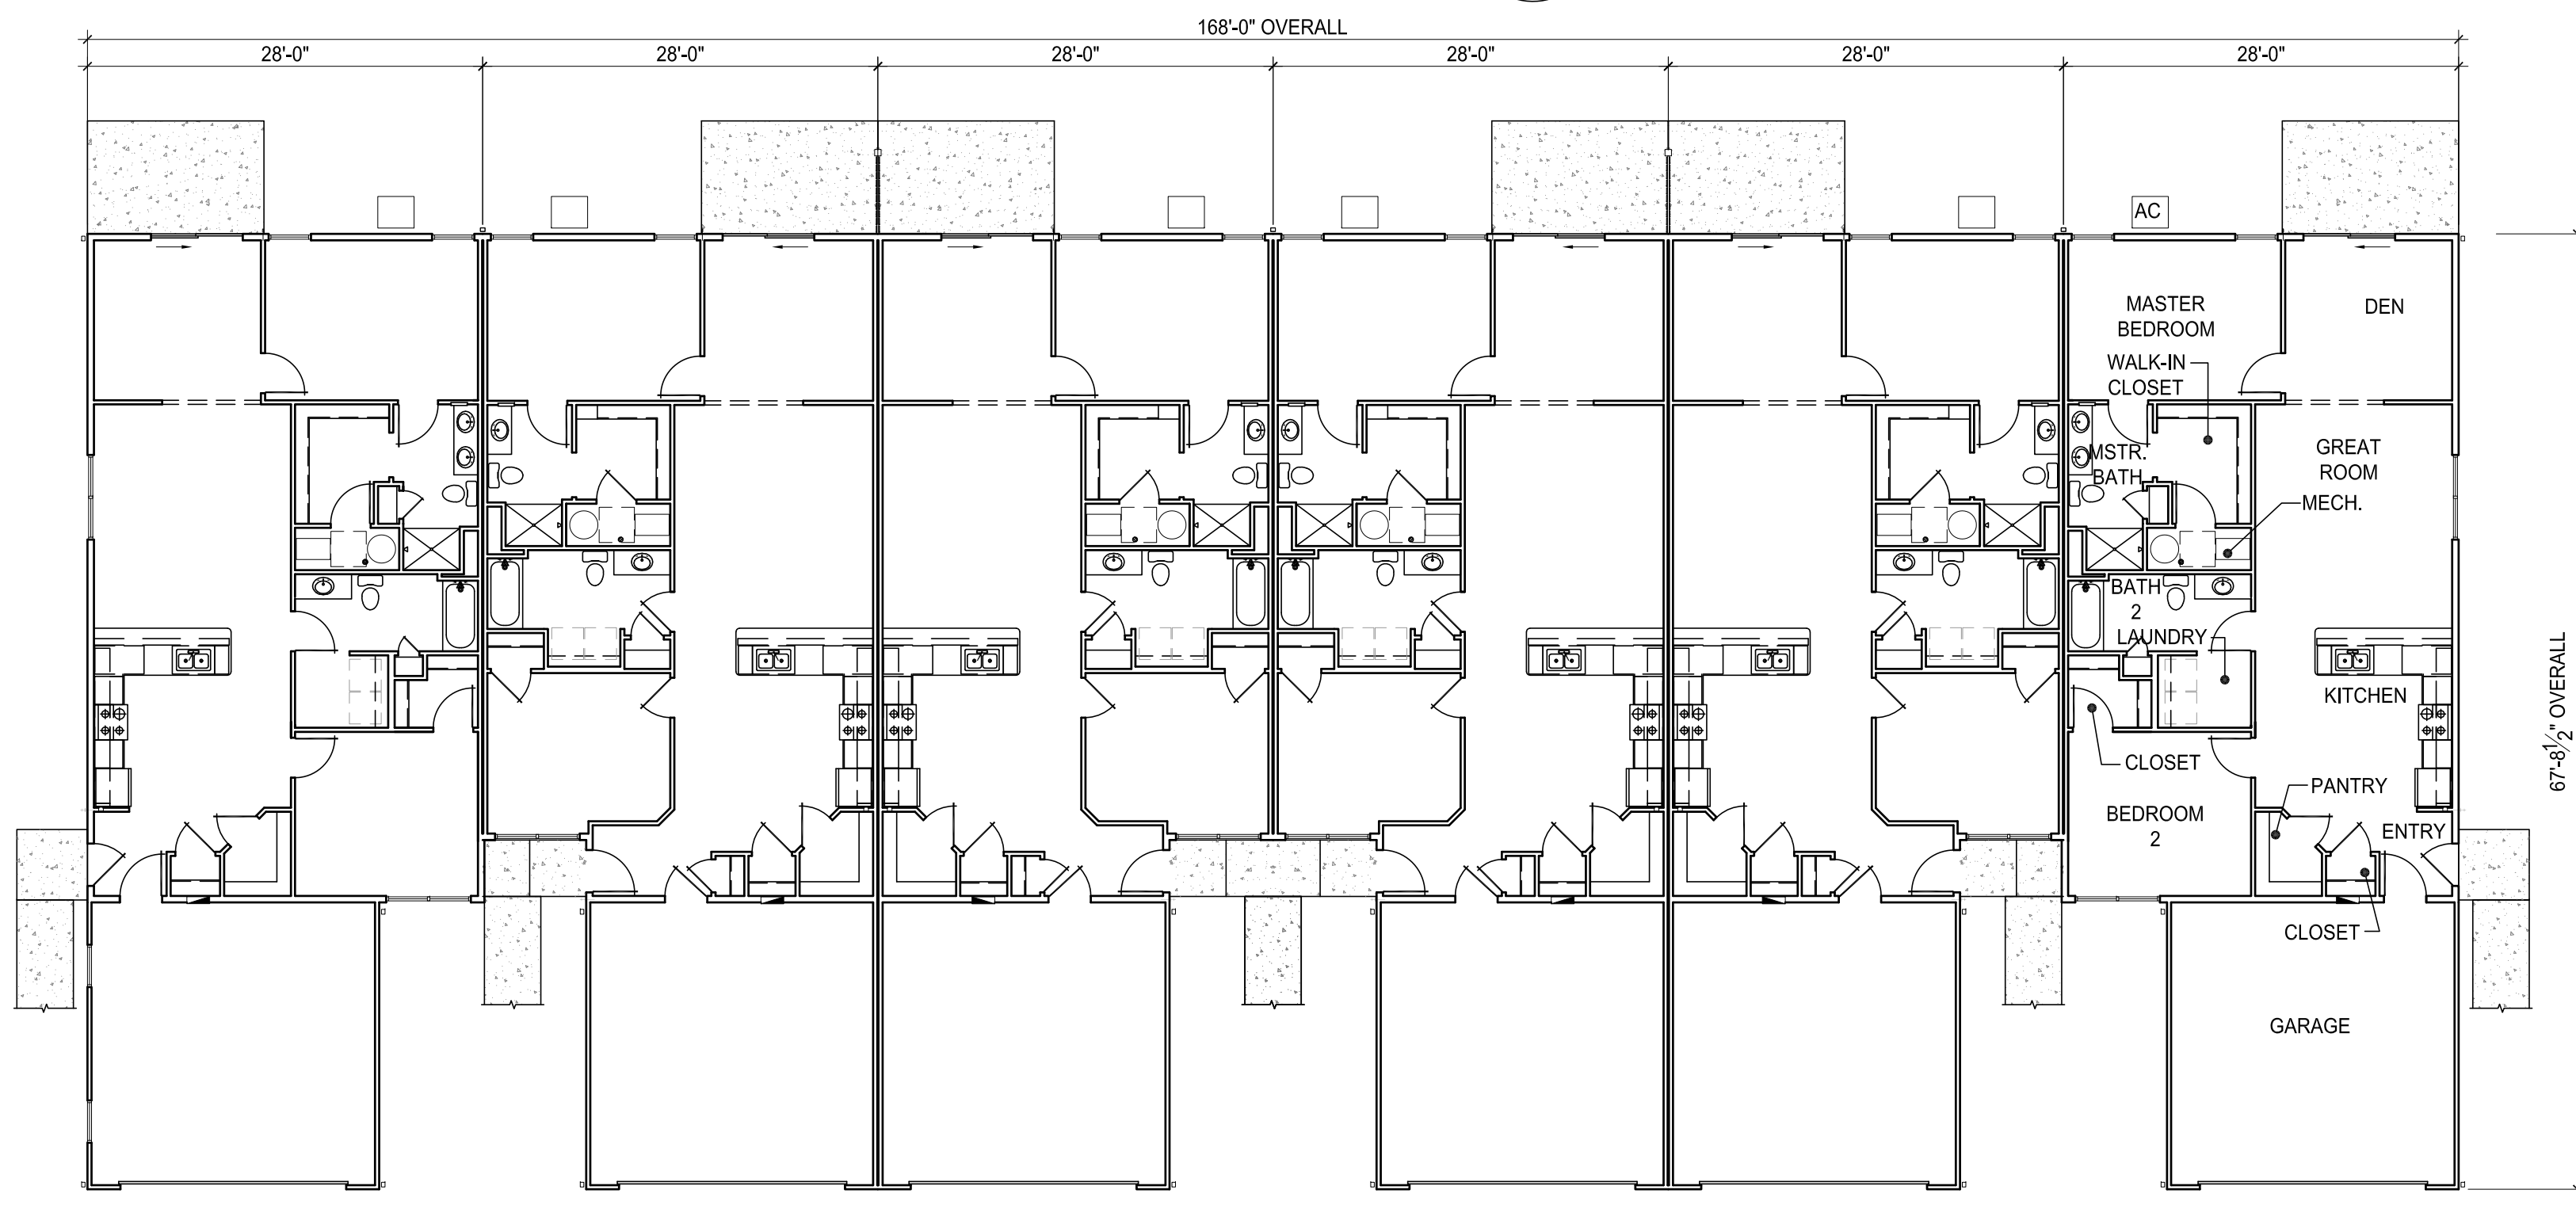 168'-0" OVERALL
28'-0"
28'-0"
28'-0"
28'-0"
28'-0"
28'-0"
AC
MASTER
BEDROOM
DEN
WALK-IN
CLOSET
GREAT
ROOM
MSTR.
BATH
MECH.
BATH
2
LAUNDRY
KITCHEN
CLOSET
PANTRY
BEDROOM
2
ENTRY
CLOSET
GARAGE
67'-8 1/2" OVERALL